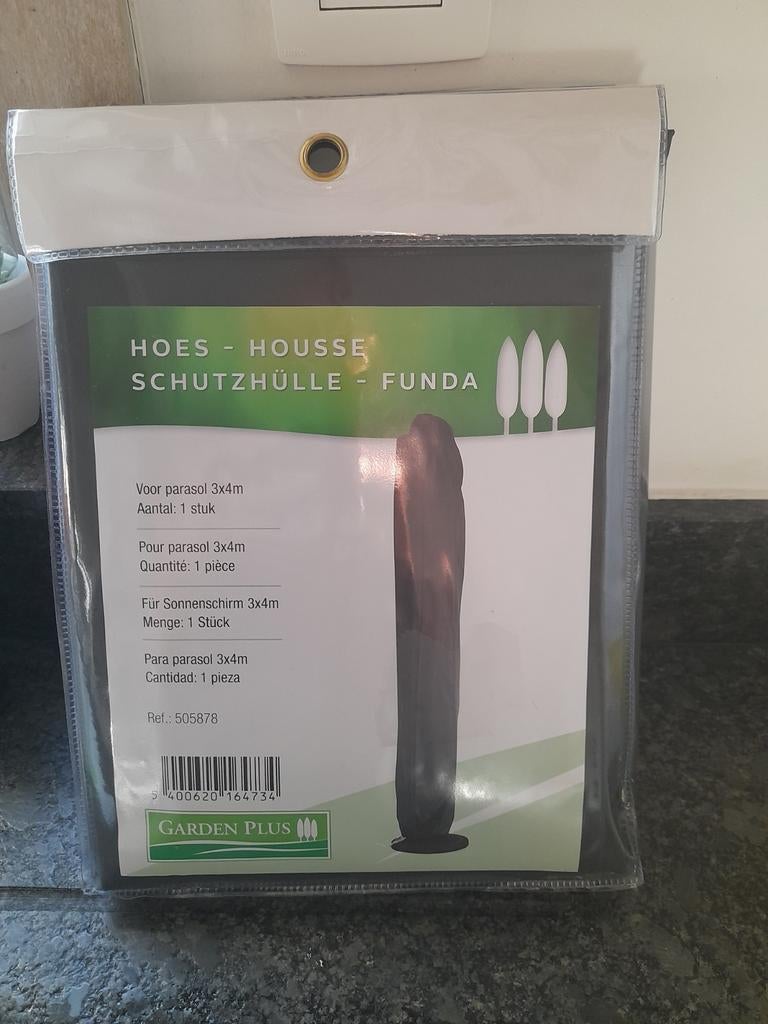 HOES - HOUSSE
SCHUTZHÜLLE - FUNDA
Voor parasol 3x4m
Aantal: 1 stuk
Pour parasol 3x4m
Quantité: 1 pièce
Für Sonnenschirm 3x4m
Menge: 1 Stück
Para parasol 3x4m
Cantidad: 1 pieza
Ref.: 505878
5 400620 164734
GARDEN PLUS